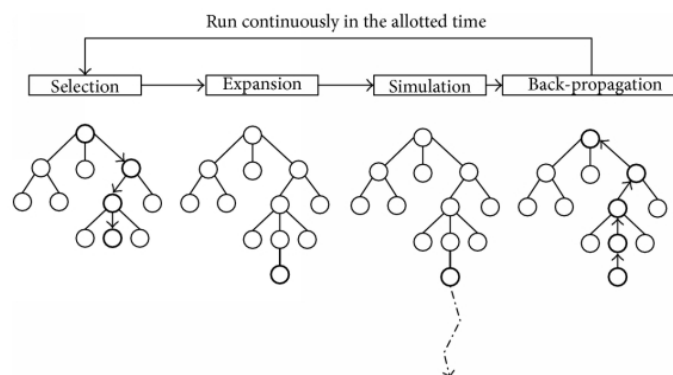 Run continuously in the allotted time
Selection
Expansion
Simulation
Back-propagation